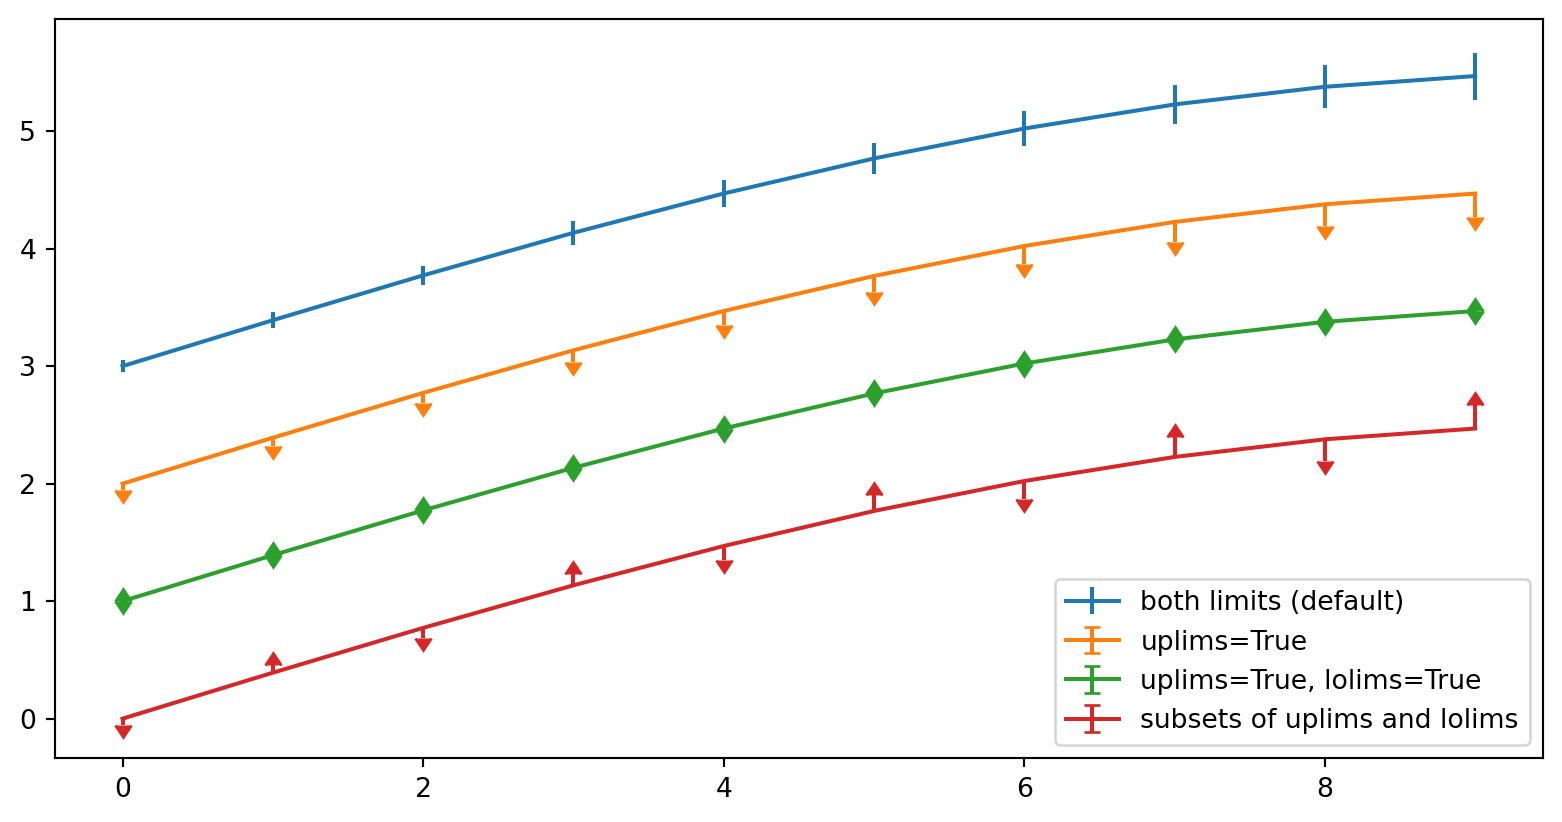 5
4
3
2
1
0
0 2 4 6 8
both limits (default)
uplims=True
uplims=True, lolims=True
subsets of uplims and lolims